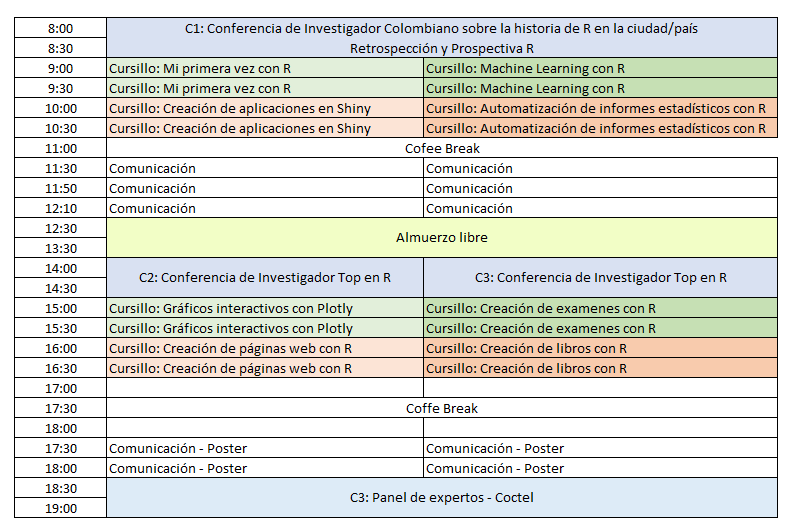 8:00 C1: Conferencia de Investigador Colombiano sobre la historia de R en la ciudad/país
8:30 Retrospección y Prospectiva R
9:00 Cursillo: Mi primera vez con R Cursillo: Machine Learning con R
9:30 Cursillo: Mi primera vez con R Cursillo: Machine Learning con R
10:00 Cursillo: Creación de aplicaciones en Shiny Cursillo: Automatización de informes estadísticos con R
10:30 Cursillo: Creación de aplicaciones en Shiny Cursillo: Automatización de informes estadísticos con R
11:00 Cofee Break
11:30 Comunicación Comunicación
11:50 Comunicación Comunicación
12:10 Comunicación Comunicación
12:30
Almuerzo libre
13:30
14:00
C2: Conferencia de Investigador Top en R C3: Conferencia de Investigador Top en R
14:30
15:00 Cursillo: Gráficos interactivos con Plotly Cursillo: Creación de examenes con R
15:30 Cursillo: Gráficos interactivos con Plotly Cursillo: Creación de examenes con R
16:00 Cursillo: Creación de páginas web con R Cursillo: Creación de libros con R
16:30 Cursillo: Creación de páginas web con R Cursillo: Creación de libros con R
17:00
17:30 Coffe Break
18:00
17:30 Comunicación - Poster Comunicación - Poster
18:00 Comunicación - Poster Comunicación - Poster
18:30
C3: Panel de expertos - Coctel
19:00